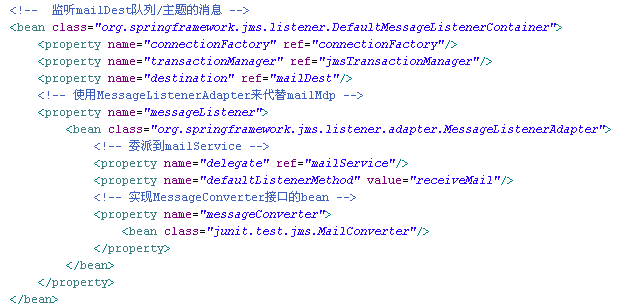 <!--  监听mailDest队列/主题的消息 -->
<bean class="org.springframework.jms.listener.DefaultMessageListenerContainer">
    <property name="connectionFactory" ref="connectionFactory"/>
    <property name="transactionManager" ref="jmsTransactionManager"/>
    <property name="destination" ref="mailDest"/>
    <!-- 使用MessageListenerAdapter来代替mailMdp -->
    <property name="messageListener">
        <bean class="org.springframework.jms.listener.adapter.MessageListenerAdapter">
            <!-- 委派到mailService -->
            <property name="delegate" ref="mailService"/>
            <property name="defaultListenerMethod" value="receiveMail"/>
            <!-- 实现MessageConverter接口的bean -->
            <property name="messageConverter">
                <bean class="junit.test.jms.MailConverter"/>
            </property>
        </bean>
    </property>
</bean>